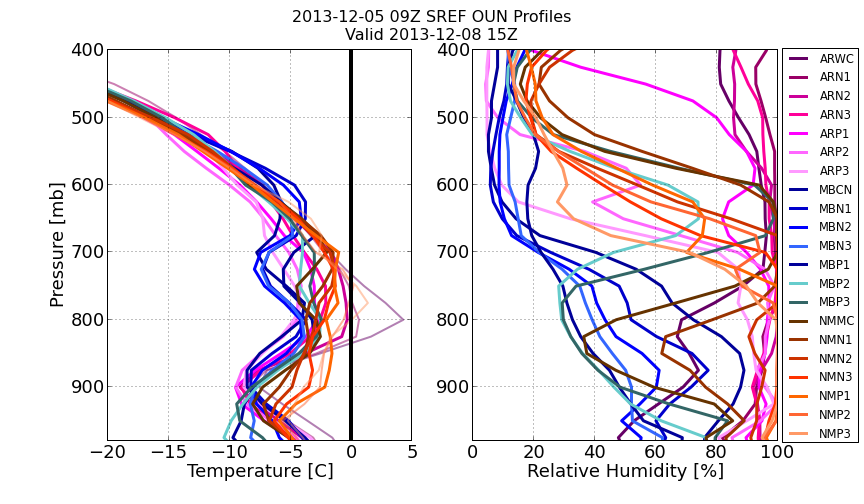 2013-12-05 09Z SREF OUN Profiles
Valid 2013-12-08 15Z
400
500
600
700
800
900
Pressure [mb]
−20 −15 −10 −5 0 5
Temperature [C]
400
500
600
700
800
900
0 20 40 60 80 100
Relative Humidity [%]
ARWC
ARN1
ARN2
ARN3
ARP1
ARP2
ARP3
MBCN
MBN1
MBN2
MBN3
MBP1
MBP2
MBP3
NMMC
NMN1
NMN2
NMN3
NMP1
NMP2
NMP3